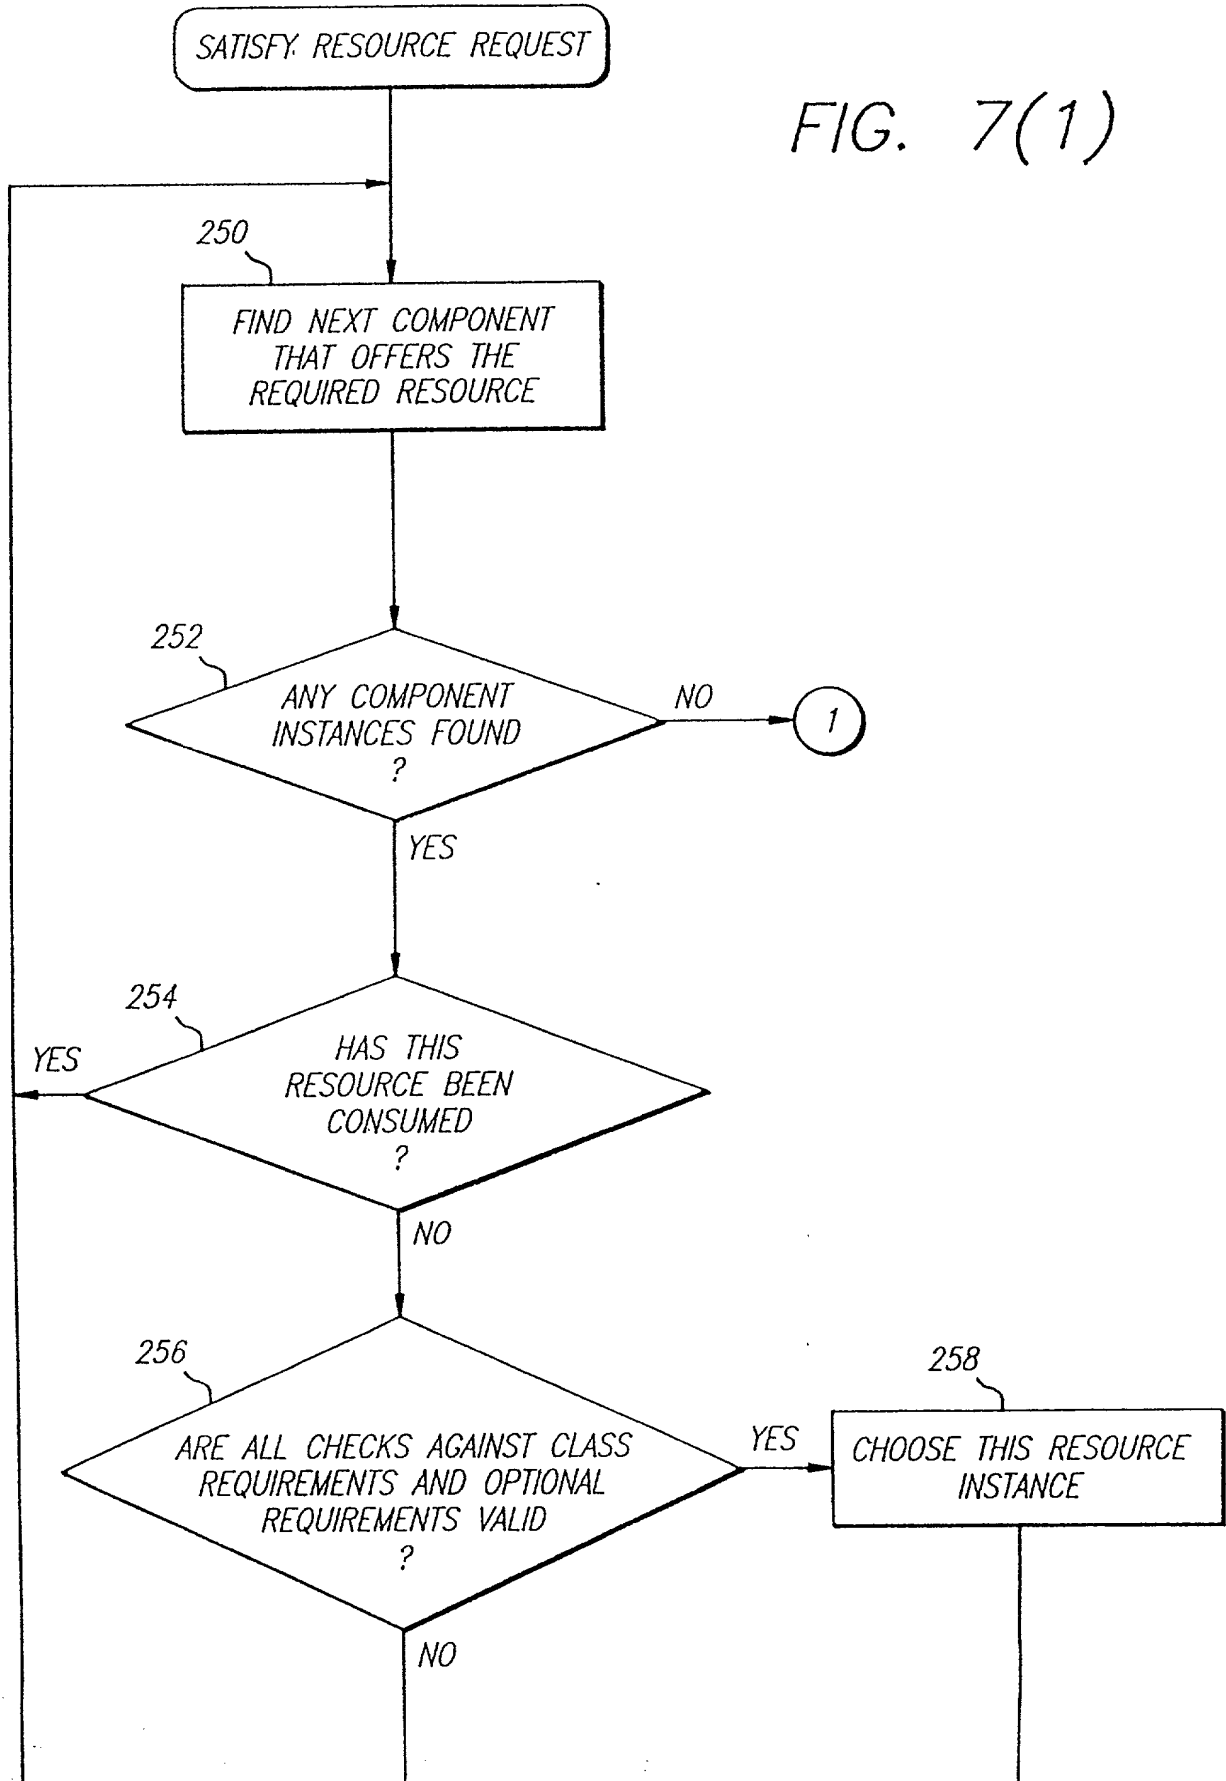 SATISFY RESOURCE REQUEST
FIG. 7(1)
250
FIND NEXT COMPONENT
THAT OFFERS THE
REQUIRED RESOURCE
252
ANY COMPONENT
INSTANCES FOUND
?
NO
1
YES
254
HAS THIS
RESOURCE BEEN
CONSUMED
?
YES
NO
256
ARE ALL CHECKS AGAINST CLASS
REQUIREMENTS AND OPTIONAL
REQUIREMENTS VALID
?
YES
258
CHOOSE THIS RESOURCE
INSTANCE
NO